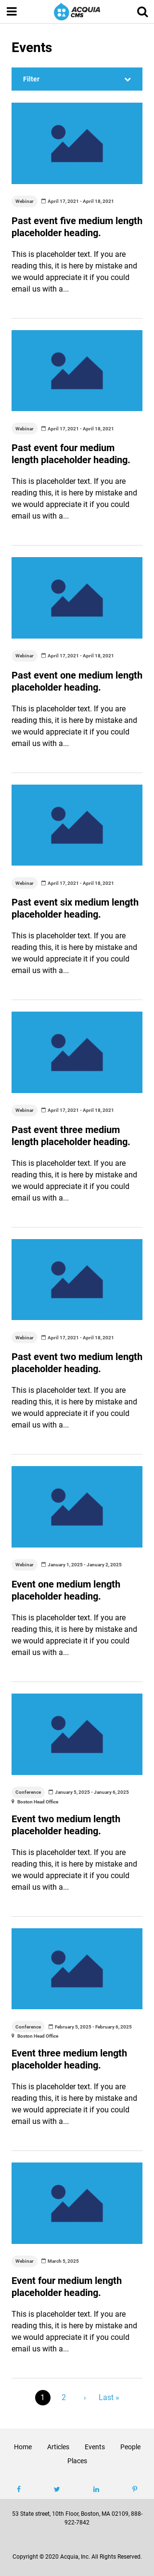 ACQUIA
CMS
Events
Filter
Webinar April 17, 2021 - April 18, 2021
Past event five medium length
placeholder heading.
This is placeholder text. If you are
reading this, it is here by mistake and
we would appreciate it if you could
email us with a...
Webinar April 17, 2021 - April 18, 2021
Past event four medium
length placeholder heading.
This is placeholder text. If you are
reading this, it is here by mistake and
we would appreciate it if you could
email us with a...
Webinar April 17, 2021 - April 18, 2021
Past event one medium length
placeholder heading.
This is placeholder text. If you are
reading this, it is here by mistake and
we would appreciate it if you could
email us with a...
Webinar April 17, 2021 - April 18, 2021
Past event six medium length
placeholder heading.
This is placeholder text. If you are
reading this, it is here by mistake and
we would appreciate it if you could
email us with a...
Webinar April 17, 2021 - April 18, 2021
Past event three medium
length placeholder heading.
This is placeholder text. If you are
reading this, it is here by mistake and
we would appreciate it if you could
email us with a...
Webinar April 17, 2021 - April 18, 2021
Past event two medium length
placeholder heading.
This is placeholder text. If you are
reading this, it is here by mistake and
we would appreciate it if you could
email us with a...
Webinar January 1, 2025 - January 2, 2025
Event one medium length
placeholder heading.
This is placeholder text. If you are
reading this, it is here by mistake and
we would appreciate it if you could
email us with a...
Conference January 5, 2025 - January 6, 2025
Boston Head Office
Event two medium length
placeholder heading.
This is placeholder text. If you are
reading this, it is here by mistake and
we would appreciate it if you could
email us with a...
Conference February 5, 2025 - February 6, 2025
Boston Head Office
Event three medium length
placeholder heading.
This is placeholder text. If you are
reading this, it is here by mistake and
we would appreciate it if you could
email us with a...
Webinar March 5, 2025
Event four medium length
placeholder heading.
This is placeholder text. If you are
reading this, it is here by mistake and
we would appreciate it if you could
email us with a...
1 2 › Last »
Home Articles Events People
Places
53 State street, 10th Floor, Boston, MA 02109, 888-
922-7842
Copyright © 2020 Acquia, Inc. All Rights Reserved.